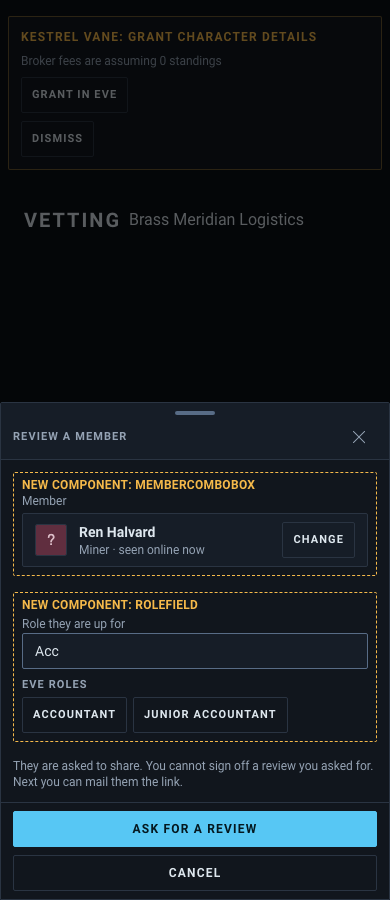 KESTREL VANE: GRANT CHARACTER DETAILS
Broker fees are assuming 0 standings
GRANT IN EVE
DISMISS
VETTING Brass Meridian Logistics
REVIEW A MEMBER
NEW COMPONENT: MEMBERCOMBOBOX
Member
?
Ren Halvard
Miner · seen online now
CHANGE
NEW COMPONENT: ROLEFIELD
Role they are up for
Acc
EVE ROLES
ACCOUNTANT JUNIOR ACCOUNTANT
They are asked to share. You cannot sign off a review you asked for.
Next you can mail them the link.
ASK FOR A REVIEW
CANCEL